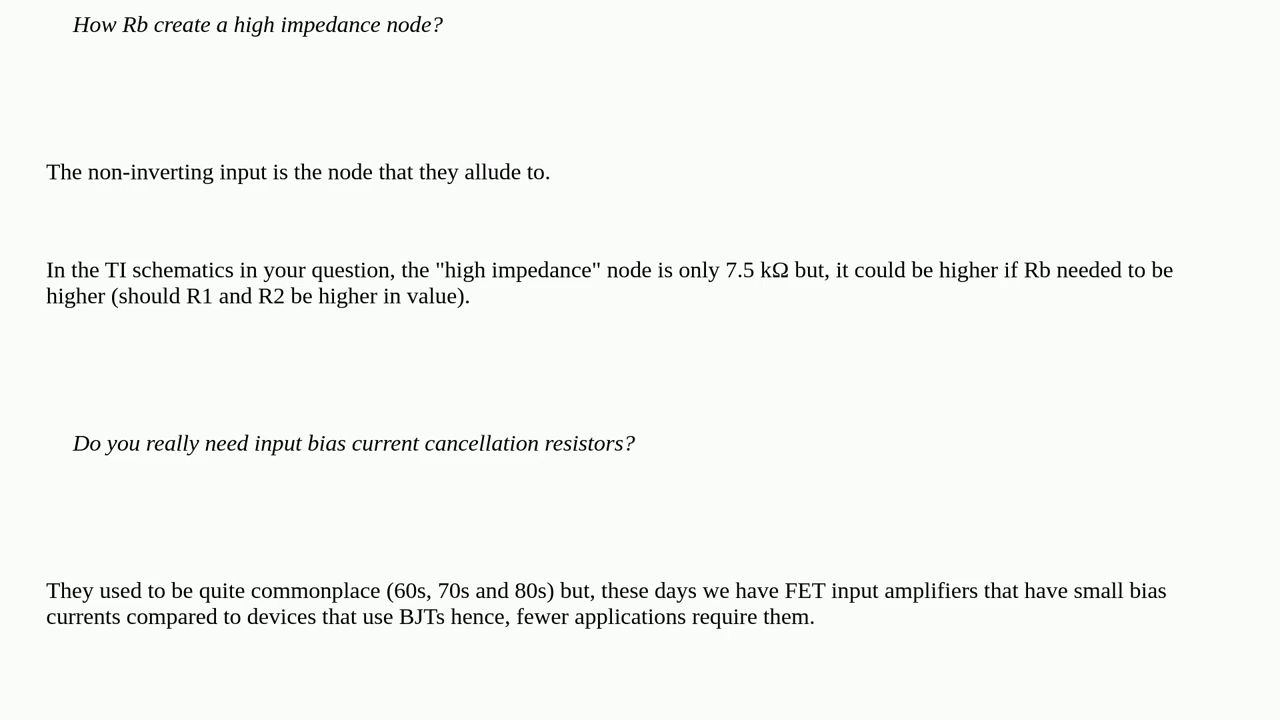 How Rb create a high impedance node?
The non-inverting input is the node that they allude to.
In the TI schematics in your question, the "high impedance" node is only 7.5 kΩ but, it could be higher if Rb needed to be
higher (should R1 and R2 be higher in value).
Do you really need input bias current cancellation resistors?
They used to be quite commonplace (60s, 70s and 80s) but, these days we have FET input amplifiers that have small bias
currents compared to devices that use BJTs hence, fewer applications require them.